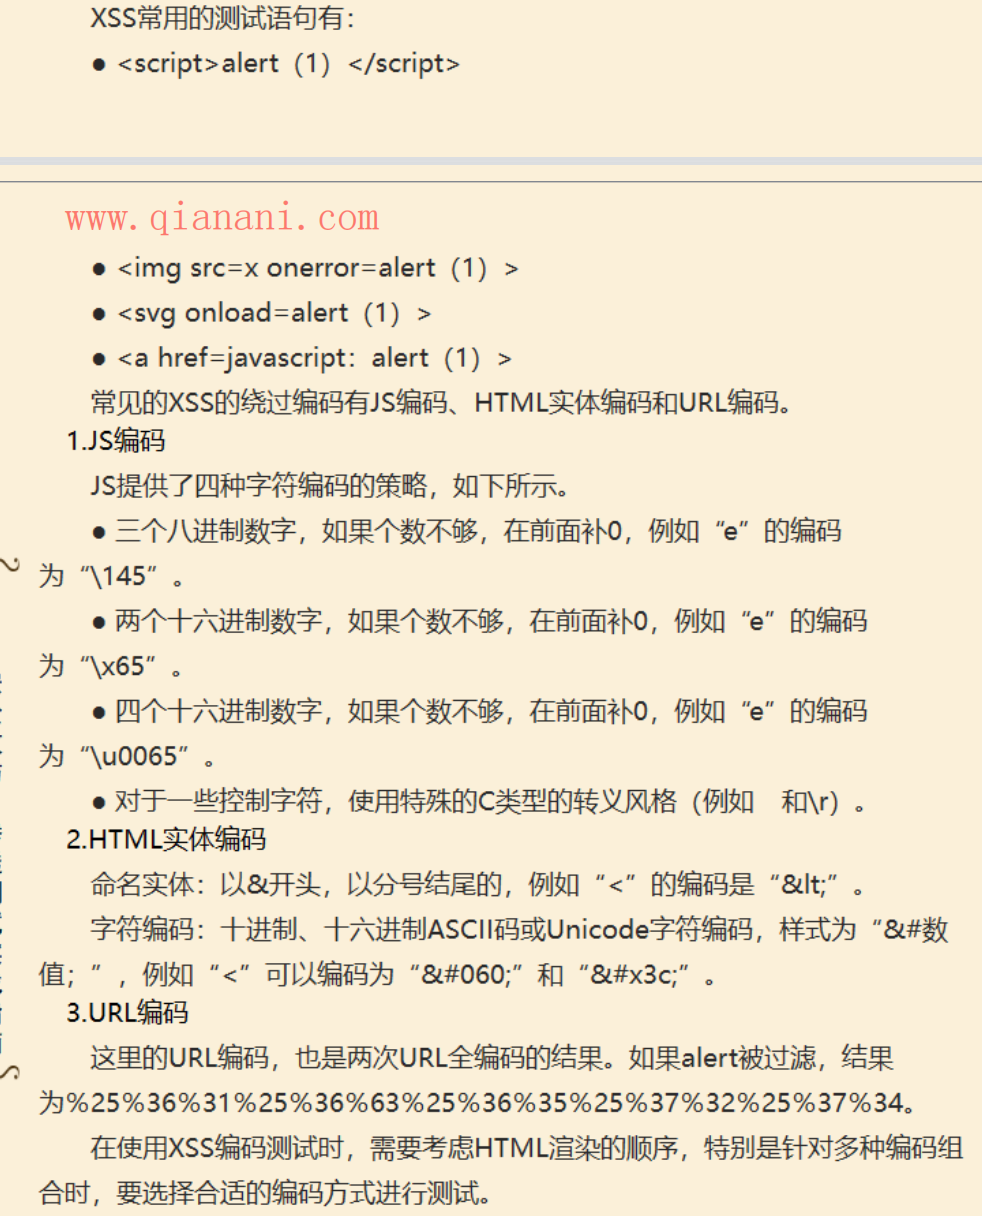 XSS常用的测试语句有：
● <script>alert（1）</script>
www.qianani.com
● <img src=x onerror=alert（1）>
● <svg onload=alert（1）>
● <a href=javascript：alert（1）>
常见的XSS的绕过编码有JS编码、HTML实体编码和URL编码。
1.JS编码
JS提供了四种字符编码的策略，如下所示。
● 三个八进制数字，如果个数不够，在前面补0，例如“e”的编码
为“\145”。
● 两个十六进制数字，如果个数不够，在前面补0，例如“e”的编码
为“\x65”。
● 四个十六进制数字，如果个数不够，在前面补0，例如“e”的编码
为“\u0065”。
● 对于一些控制字符，使用特殊的C类型的转义风格（例如　和\r）。
2.HTML实体编码
命名实体：以&开头，以分号结尾的，例如“<”的编码是“&lt;”。
字符编码：十进制、十六进制ASCII码或Unicode字符编码，样式为“&#数
值；”，例如“<”可以编码为“&#060;”和“&#x3c;”。
3.URL编码
这里的URL编码，也是两次URL全编码的结果。如果alert被过滤，结果
为%25%36%31%25%36%63%25%36%35%25%37%32%25%37%34。
在使用XSS编码测试时，需要考虑HTML渲染的顺序，特别是针对多种编码组
合时，要选择合适的编码方式进行测试。